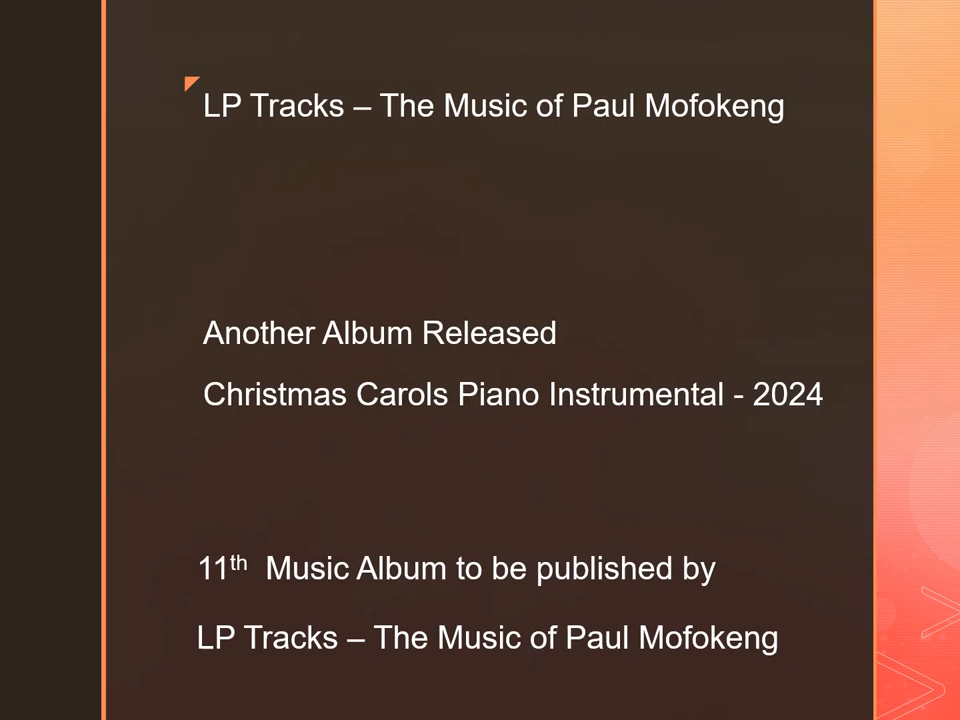 LP Tracks – The Music of Paul Mofokeng
Another Album Released
Christmas Carols Piano Instrumental - 2024
11th Music Album to be published by
LP Tracks – The Music of Paul Mofokeng